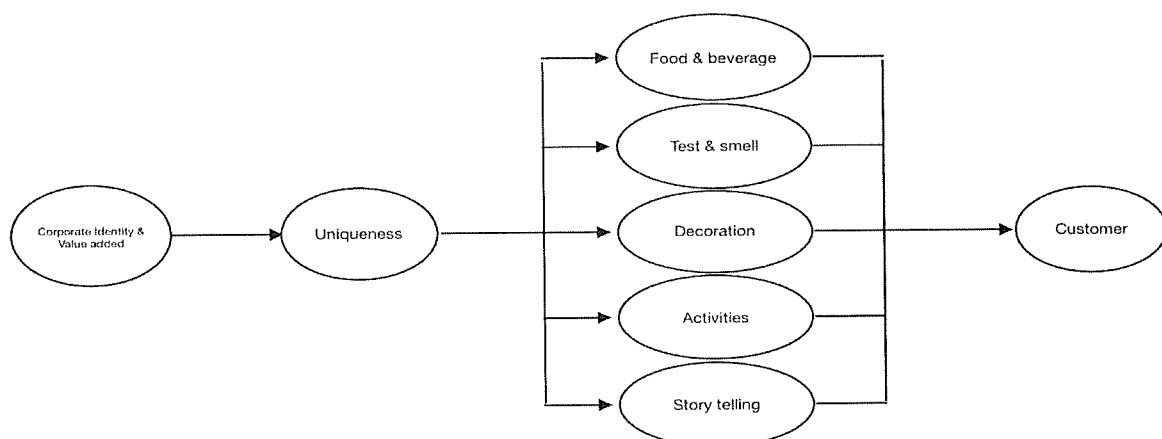 Food & beverage
Test & smell
Corporate Identity &
Value added
Uniqueness
Decoration
Customer
Activities
Story telling